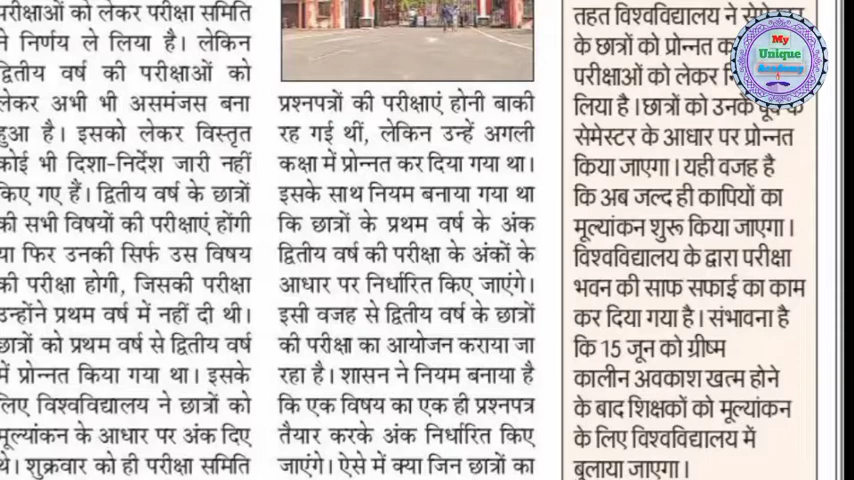 परीक्षाओं को लेकर परीक्षा समिति
ने निर्णय ले लिया है। लेकिन
द्वितीय वर्ष की परीक्षाओं को
लेकर अभी भी असमंजस बना
हुआ है। इसको लेकर विस्तृत
कोई भी दिशा-निर्देश जारी नहीं
किए गए हैं। द्वितीय वर्ष के छात्रों
की सभी विषयों की परीक्षाएं होंगी
या फिर उनकी सिर्फ उस विषय
की परीक्षा होगी, जिसकी परीक्षा
उन्होंने प्रथम वर्ष में नहीं दी थी।
छात्रों को प्रथम वर्ष से द्वितीय वर्ष
में प्रोन्नत किया गया था। इसके
लिए विश्वविद्यालय ने छात्रों को
मूल्यांकन के आधार पर अंक दिए
थे। शुक्रवार को ही परीक्षा समिति
प्रश्नपत्रों की परीक्षाएं होनी बाकी
रह गई थीं, लेकिन उन्हें अगली
कक्षा में प्रोन्नत कर दिया गया था।
इसके साथ नियम बनाया गया था
कि छात्रों के प्रथम वर्ष के अंक
द्वितीय वर्ष की परीक्षा के अंकों के
आधार पर निर्धारित किए जाएंगे।
इसी वजह से द्वितीय वर्ष के छात्रों
की परीक्षा का आयोजन कराया जा
रहा है। शासन ने नियम बनाया है
कि एक विषय का एक ही प्रश्नपत्र
तैयार करके अंक निर्धारित किए
जाएंगे। ऐसे में क्या जिन छात्रों का
तहत विश्वविद्यालय ने
के छात्रों को प्रोन्नत
परीक्षाओं को लेकर
लिया है। छात्रों को उनके पूर्व के
सेमेस्टर के आधार पर प्रोन्नत
किया जाएगा। यही वजह है
कि अब जल्द ही कापियों का
मूल्यांकन शुरू किया जाएगा।
विश्वविद्यालय के द्वारा परीक्षा
भवन की साफ सफाई का काम
कर दिया गया है। संभावना है
कि 15 जून को ग्रीष्म
कालीन अवकाश खत्म होने
के बाद शिक्षकों को मूल्यांकन
के लिए विश्वविद्यालय में
बुलाया जाएगा।
My
Unique
Academy